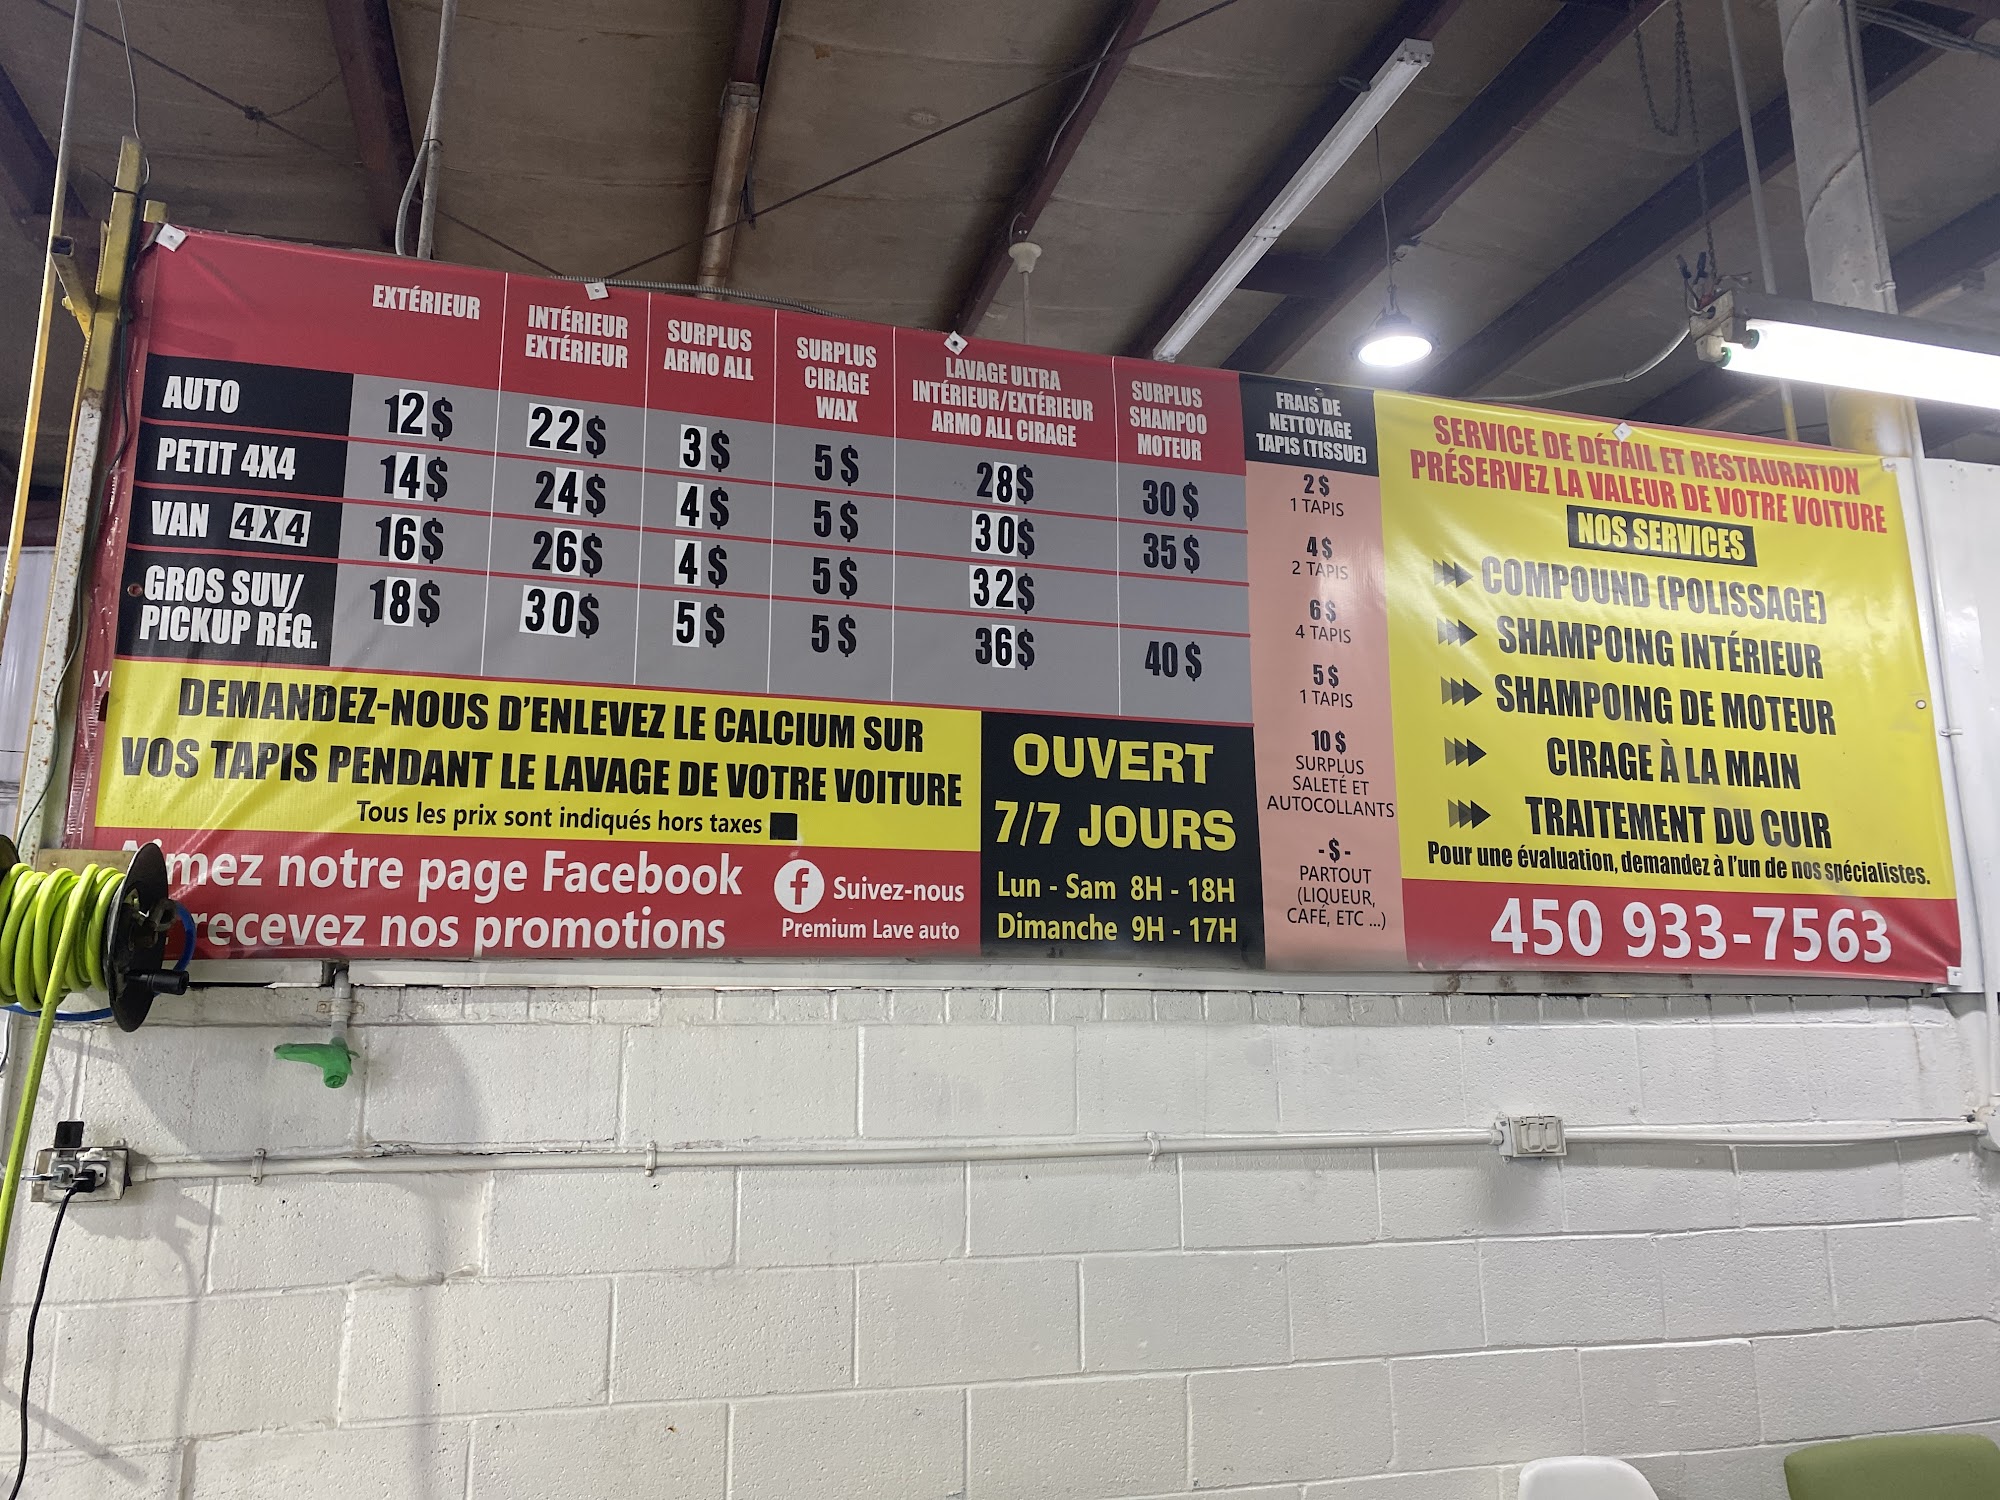 EXTÉRIEUR
INTÉRIEUR
EXTÉRIEUR
SURPLUS
ARMO ALL
SURPLUS
CIRAGE
WAX
LAVAGE ULTRA
INTÉRIEUR/EXTÉRIEUR
ARMO ALL CIRAGE
SURPLUS
SHAMPOO
MOTEUR
AUTO 12$ 22$ 3$ 5$ 28$ 30$
PETIT 4X4 14$ 24$ 4$ 5$ 30$ 35$
VAN 4X4 16$ 26$ 4$ 5$ 32$
GROS SUV/
PICKUP RÉG. 18$ 30$ 5$ 5$ 36$ 40$
DEMANDEZ-NOUS D'ENLEVEZ LE CALCIUM SUR
VOS TAPIS PENDANT LE LAVAGE DE VOTRE VOITURE
Tous les prix sont indiqués hors taxes
Aimez notre page Facebook
recevez nos promotions
f Suivez-nous
Premium Lave auto
OUVERT
7/7 JOURS
Lun - Sam 8H - 18H
Dimanche 9H - 17H
FRAIS DE
NETTOYAGE
TAPIS (TISSUE)
2$
1 TAPIS
4$
2 TAPIS
6$
4 TAPIS
5$
1 TAPIS
10$
SURPLUS
SALETÉ ET
AUTOCOLLANTS
-$-
PARTOUT
(LIQUEUR,
CAFÉ, ETC ...)
SERVICE DE DÉTAIL ET RESTAURATION
PRÉSERVEZ LA VALEUR DE VOTRE VOITURE
NOS SERVICES
COMPOUND (POLISSAGE)
SHAMPOING INTÉRIEUR
SHAMPOING DE MOTEUR
CIRAGE À LA MAIN
TRAITEMENT DU CUIR
Pour une évaluation, demandez à l'un de nos spécialistes.
450 933-7563